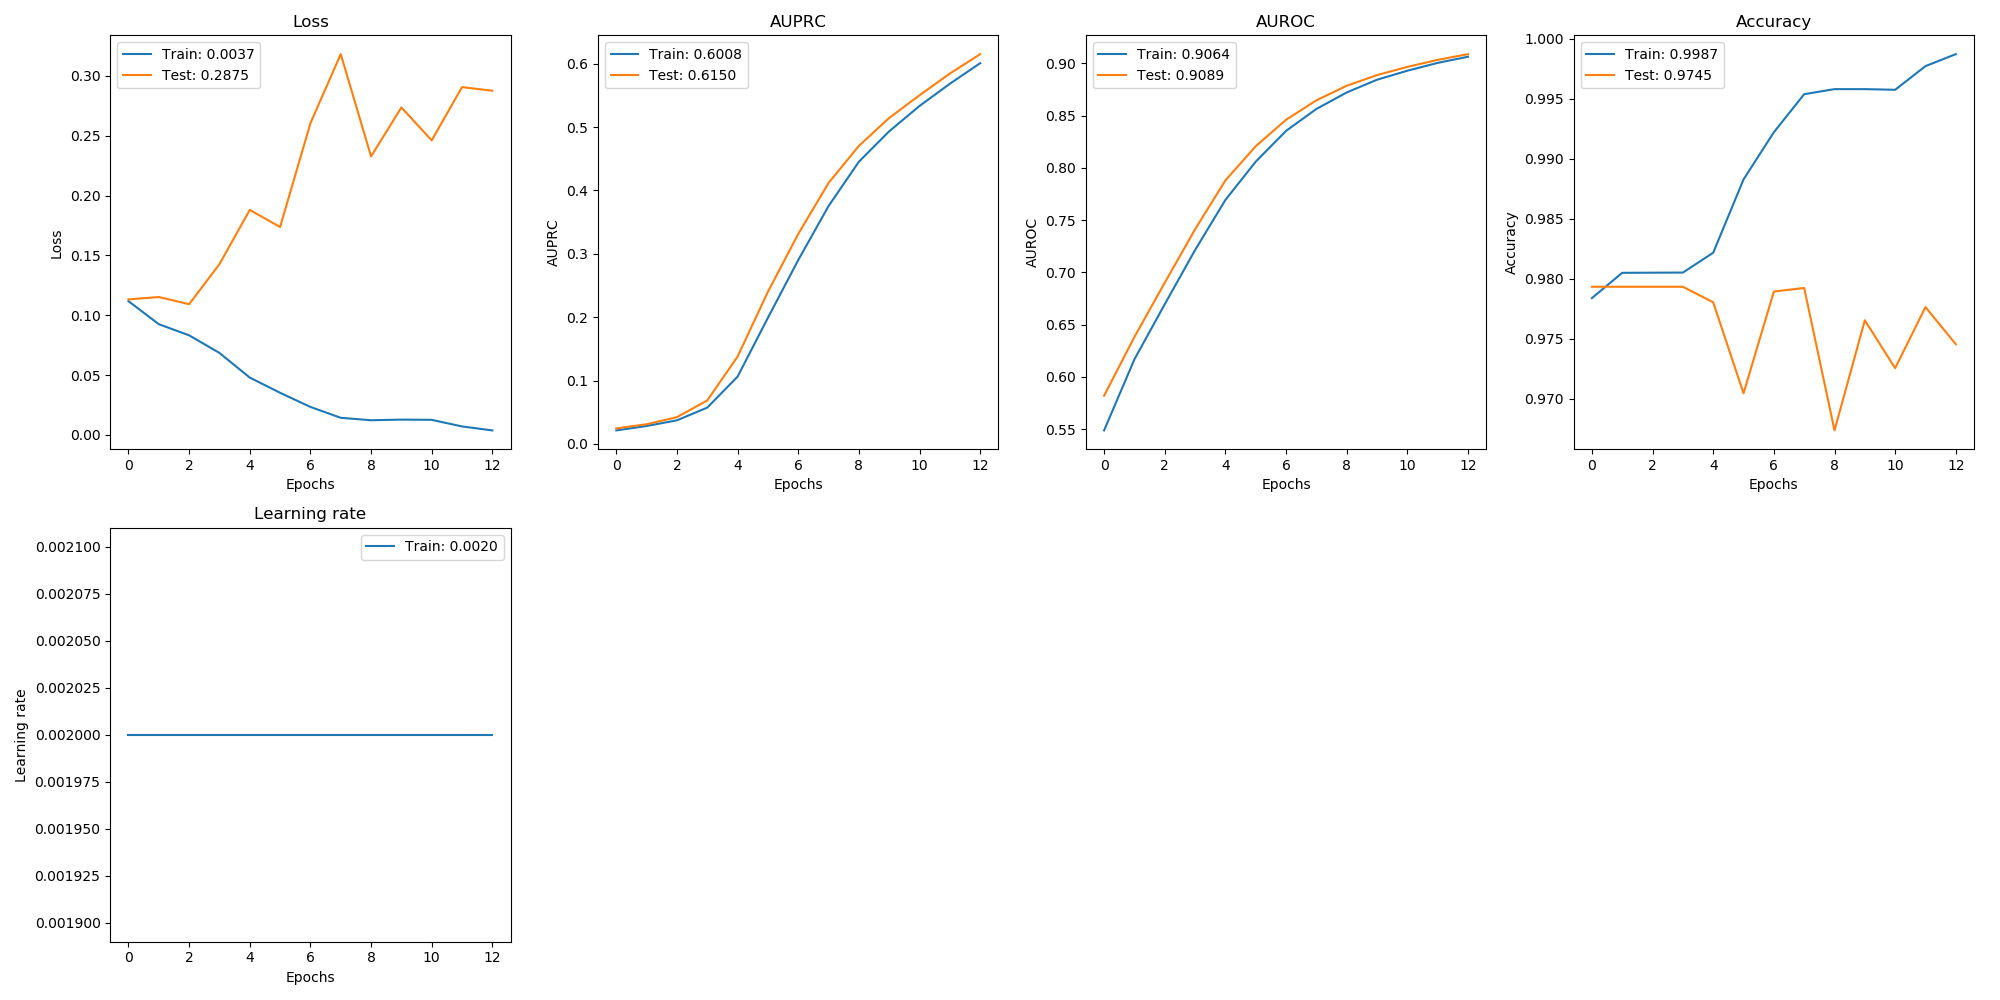 Loss
Train: 0.0037
Test: 0.2875
0.30
0.25
0.20
0.15
0.10
0.05
0.00
Loss
0 2 4 6 8 10 12
Epochs
AUPRC
Train: 0.6008
Test: 0.6150
0.6
0.5
0.4
0.3
0.2
0.1
0.0
AUPRC
0 2 4 6 8 10 12
Epochs
AUROC
Train: 0.9064
Test: 0.9089
0.90
0.85
0.80
0.75
0.70
0.65
0.60
0.55
AUROC
0 2 4 6 8 10 12
Epochs
Accuracy
Train: 0.9987
Test: 0.9745
1.000
0.995
0.990
0.985
0.980
0.975
0.970
Accuracy
0 2 4 6 8 10 12
Epochs
Learning rate
Train: 0.0020
0.002100
0.002075
0.002050
0.002025
0.002000
0.001975
0.001950
0.001925
0.001900
Learning rate
0 2 4 6 8 10 12
Epochs